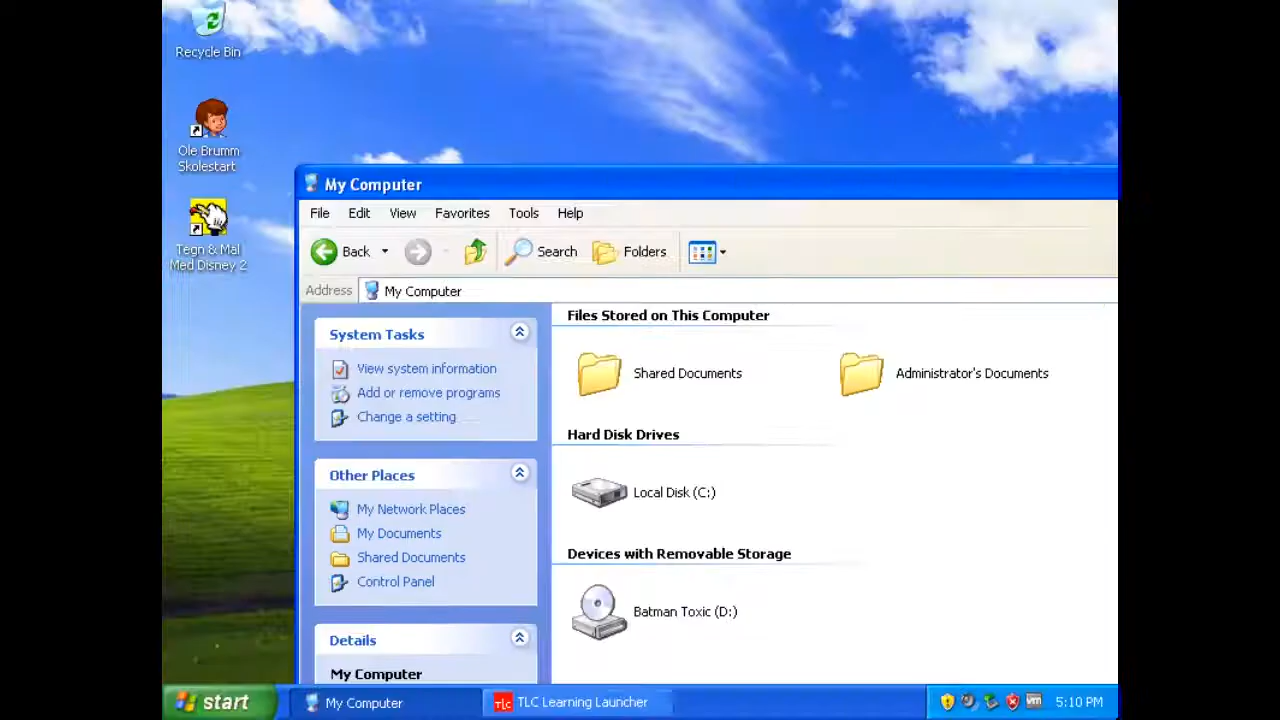 Recycle Bin
Ole Brumm
Skolestart
Tegn & Mal
Med Disney 2
My Computer
File Edit View Favorites Tools Help
Back Search Folders
Address My Computer
System Tasks
View system information
Add or remove programs
Change a setting
Other Places
My Network Places
My Documents
Shared Documents
Control Panel
Details
My Computer
Files Stored on This Computer
Shared Documents Administrator's Documents
Hard Disk Drives
Local Disk (C:)
Devices with Removable Storage
Batman Toxic (D:)
start My Computer TLC TLC Learning Launcher vm 5:10 PM